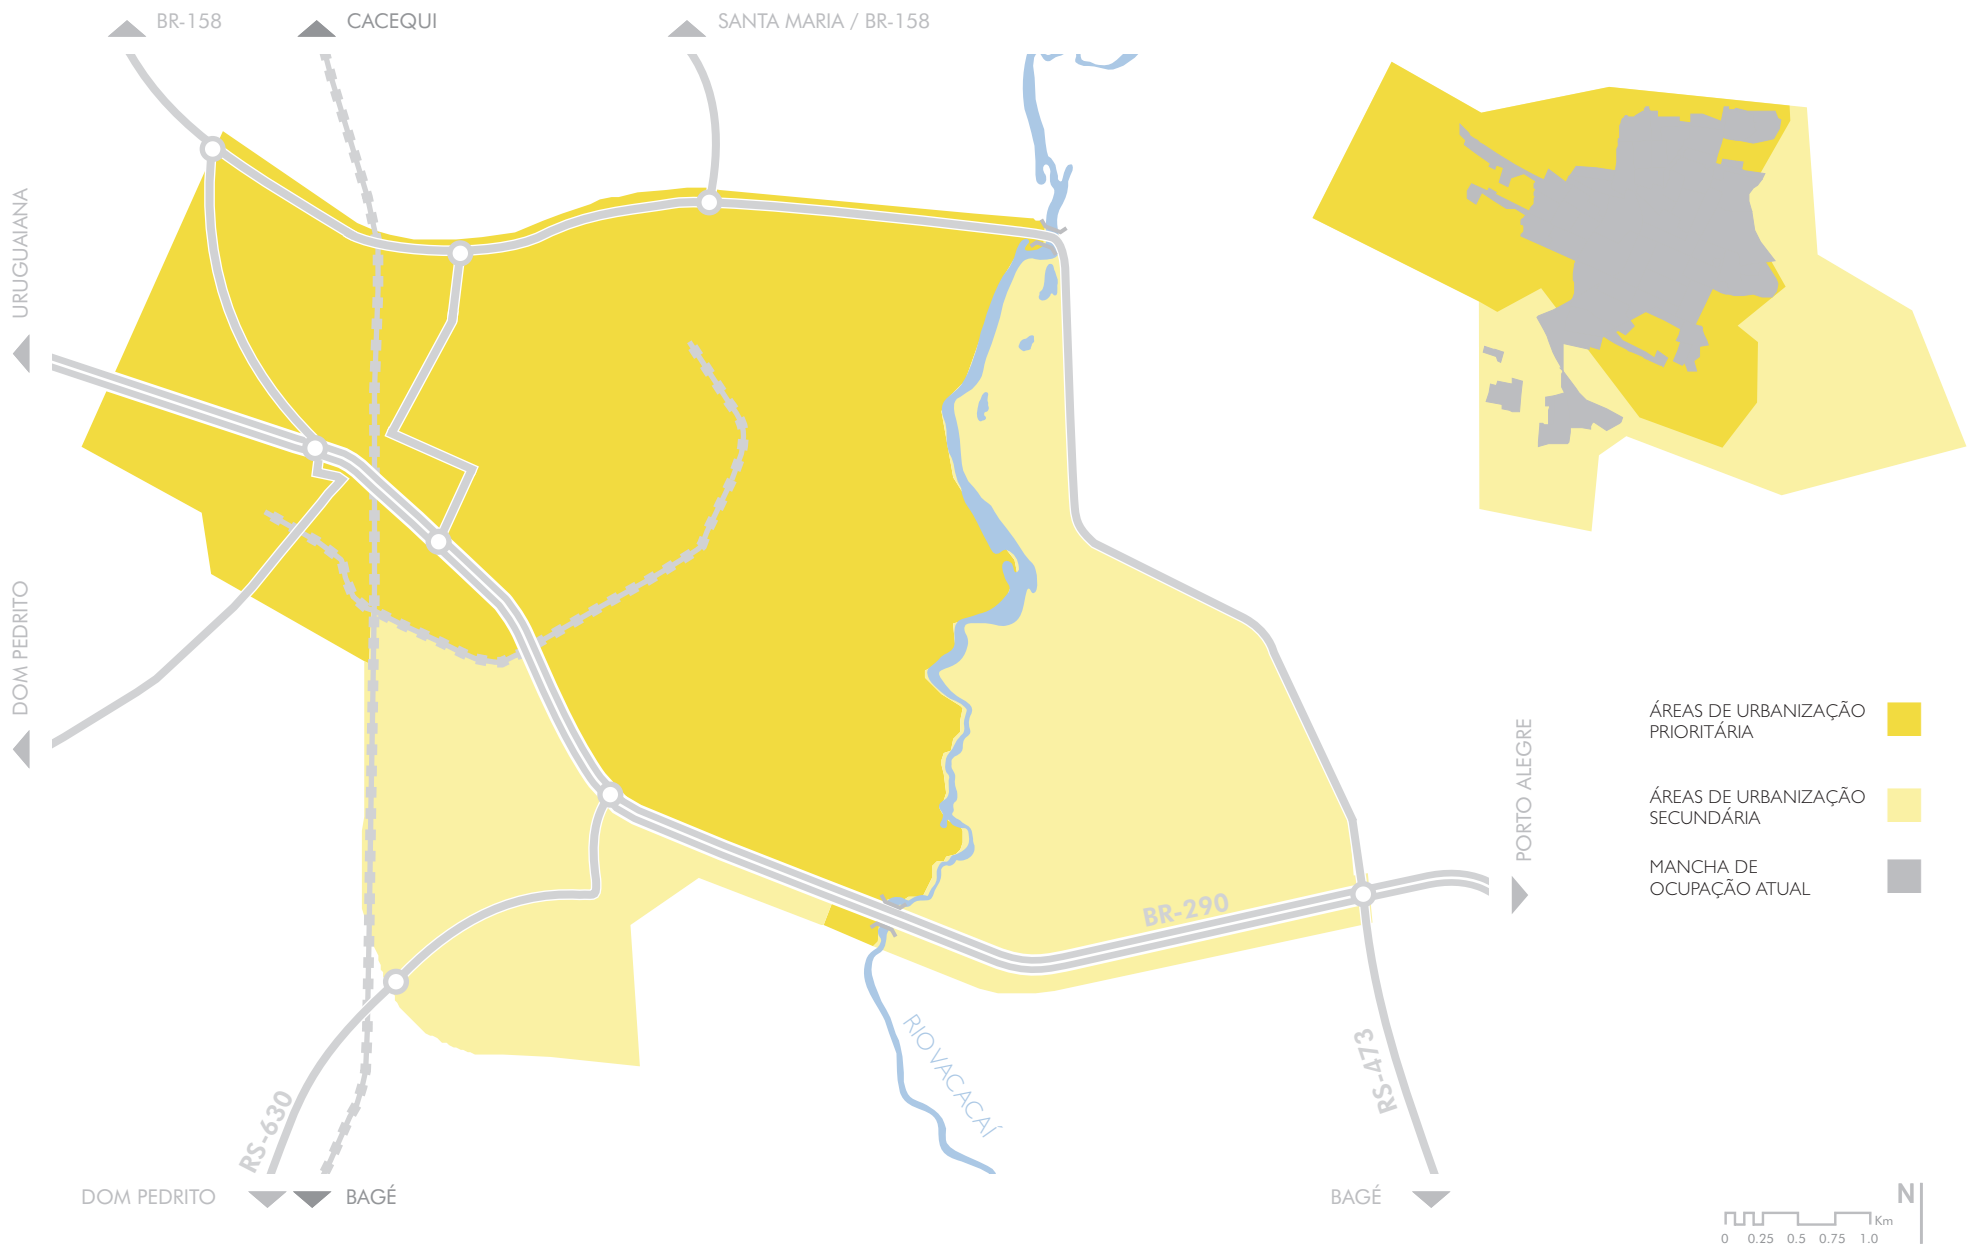 BR-158
CACEQUI
SANTA MARIA / BR-158
URUGUAIANA
DOM PEDRITO
PORTO ALEGRE
ÁREAS DE URBANIZAÇÃO
PRIORITÁRIA
ÁREAS DE URBANIZAÇÃO
SECUNDÁRIA
MANCHA DE
OCUPAÇÃO ATUAL
BR-290
RIO VACACAÍ
RS-473
RS-630
DOM PEDRITO
BAGÉ
BAGÉ
N
Km
0 0.25 0.5 0.75 1.0